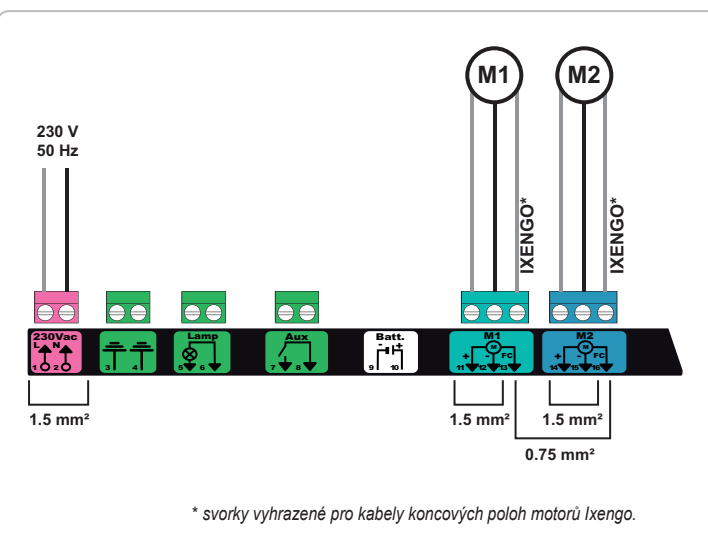 M1 M2
230 V
50 Hz
IXENGO* IXENGO*
230Vac Lamp Aux Batt. M1 M2
L N - + M M
+ - FC + - FC
1 2 3 4 5 6 7 8 9 10 11 12 13 14 15 16
1.5 mm² 1.5 mm² 1.5 mm²
0.75 mm²
* svorky vyhrazené pro kabely koncových poloh motorů Ixengo.